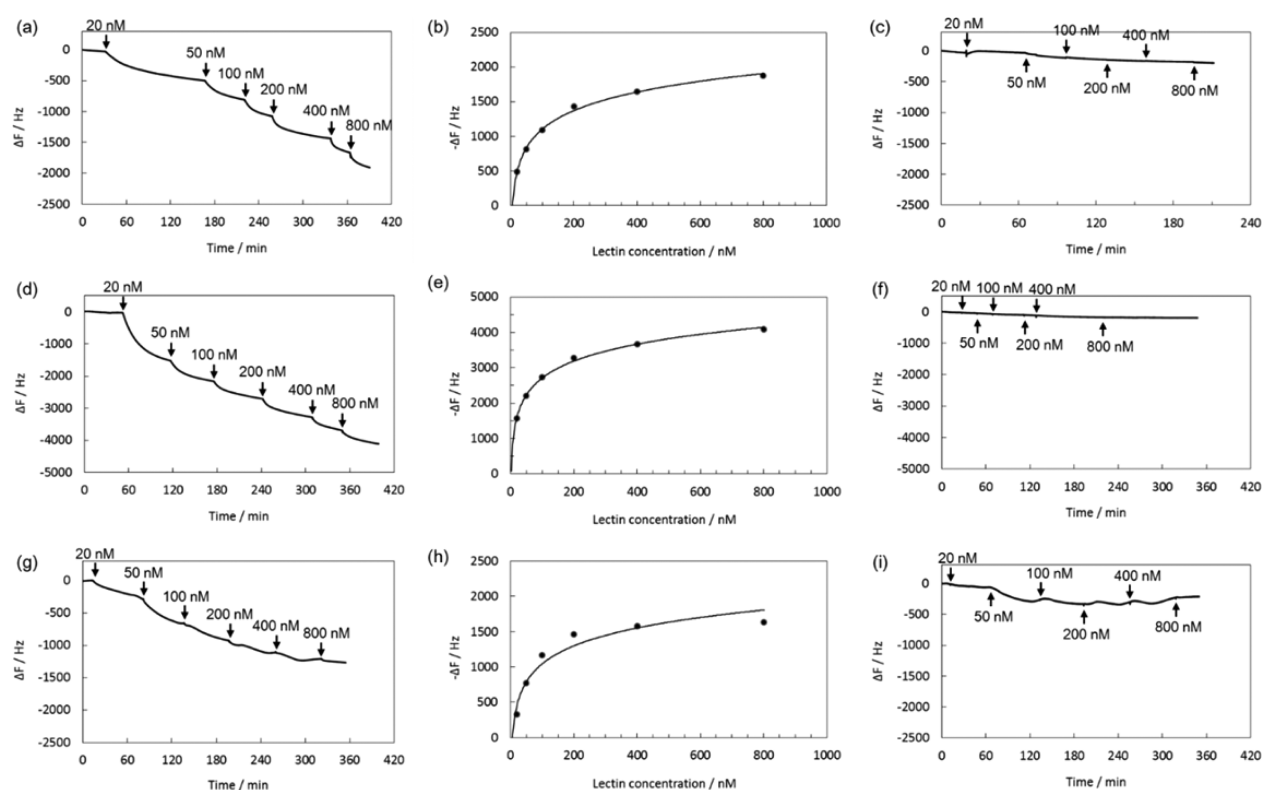 (a)
20 nM
50 nM
100 nM
200 nM
400 nM
800 nM
0
-500
-1000
-1500
-2000
-2500
ΔF / Hz
0 60 120 180 240 300 360 420
Time / min
(b)
2500
2000
1500
1000
500
0
-ΔF / Hz
0 200 400 600 800 1000
Lectin concentration / nM
(c)
20 nM
100 nM
400 nM
50 nM
200 nM
800 nM
0
-500
-1000
-1500
-2000
-2500
ΔF / Hz
0 60 120 180 240
Time / min
(d)
20 nM
50 nM
100 nM
200 nM
400 nM
800 nM
0
-1000
-2000
-3000
-4000
-5000
ΔF / Hz
0 60 120 180 240 300 360 420
Time / min
(e)
5000
4000
3000
2000
1000
0
-ΔF / Hz
0 200 400 600 800 1000
Lectin concentration / nM
(f)
20 nM
100 nM
400 nM
50 nM
200 nM
800 nM
0
-1000
-2000
-3000
-4000
-5000
ΔF / Hz
0 60 120 180 240 300 360 420
Time / min
(g)
20 nM
50 nM
100 nM
200 nM
400 nM
800 nM
0
-500
-1000
-1500
-2000
-2500
ΔF / Hz
0 60 120 180 240 300 360 420
Time / min
(h)
2500
2000
1500
1000
500
0
-ΔF / Hz
0 200 400 600 800 1000
Lectin concentration / nM
(i)
20 nM
100 nM
400 nM
50 nM
200 nM
800 nM
0
-500
-1000
-1500
-2000
-2500
ΔF / Hz
0 60 120 180 240 300 360 420
Time / min